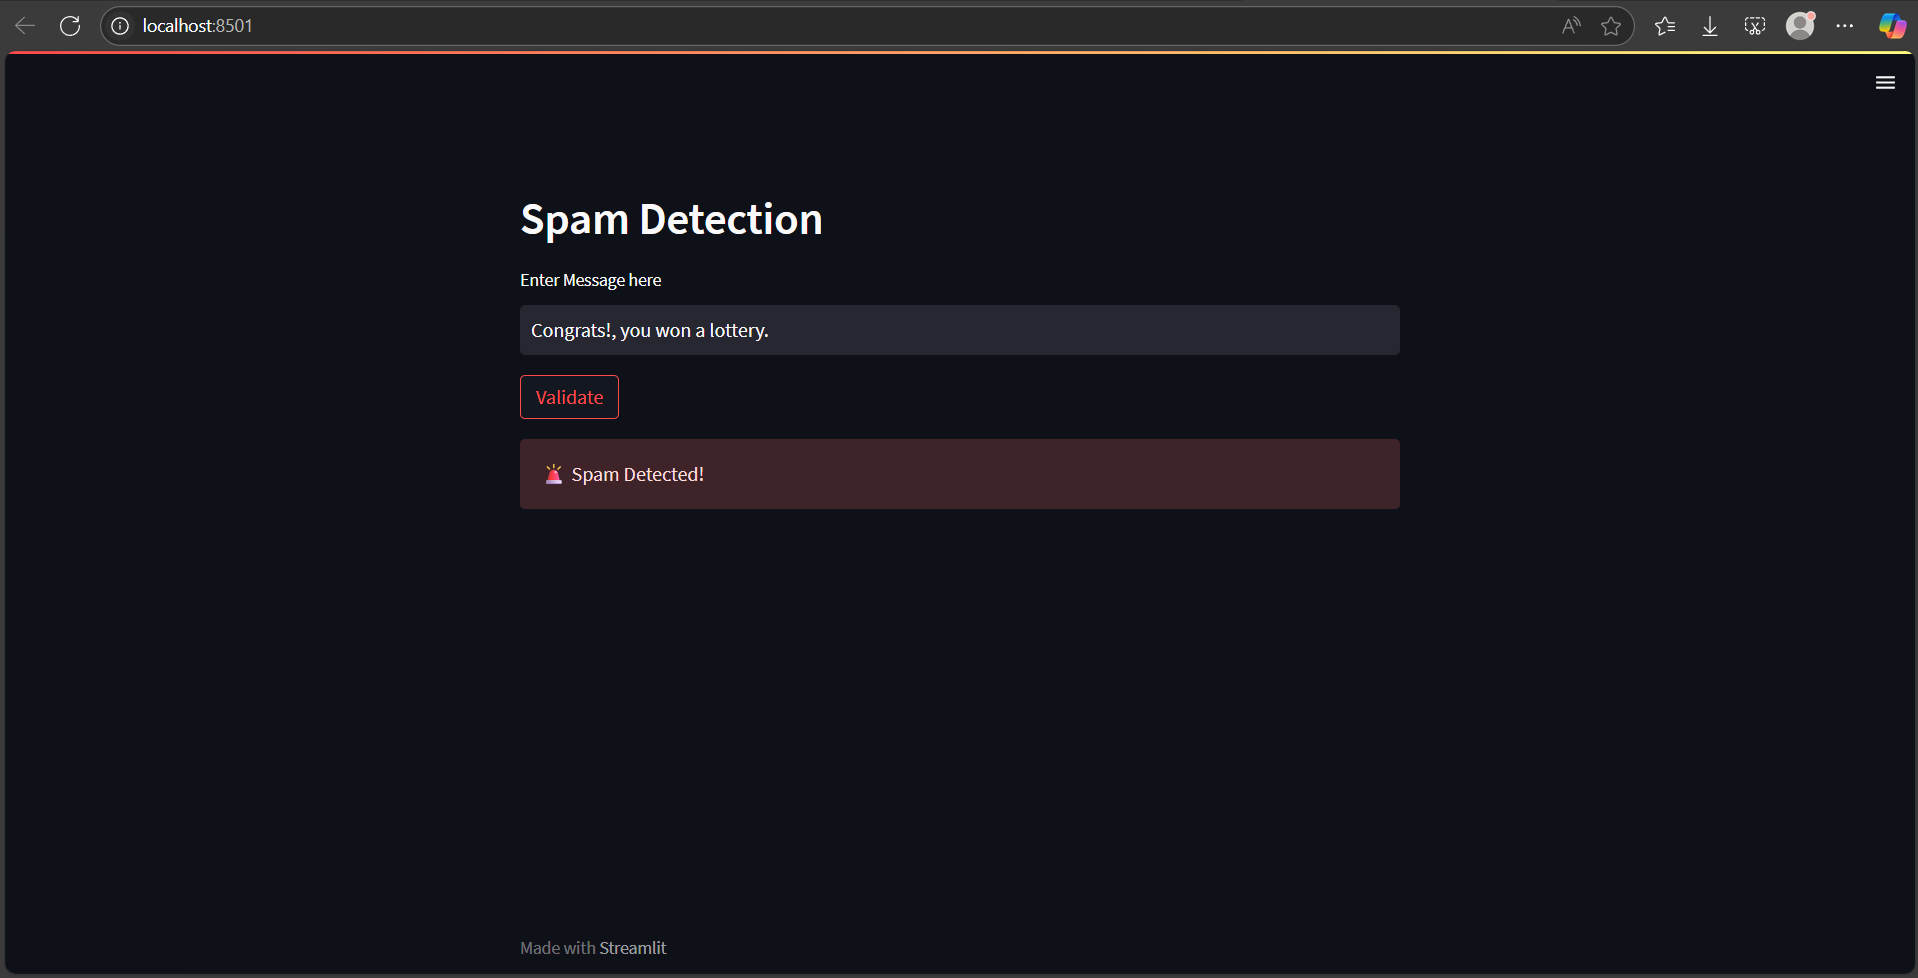 localhost:8501
Spam Detection
Enter Message here
Congrats!, you won a lottery.
Validate
🚨 Spam Detected!
Made with Streamlit